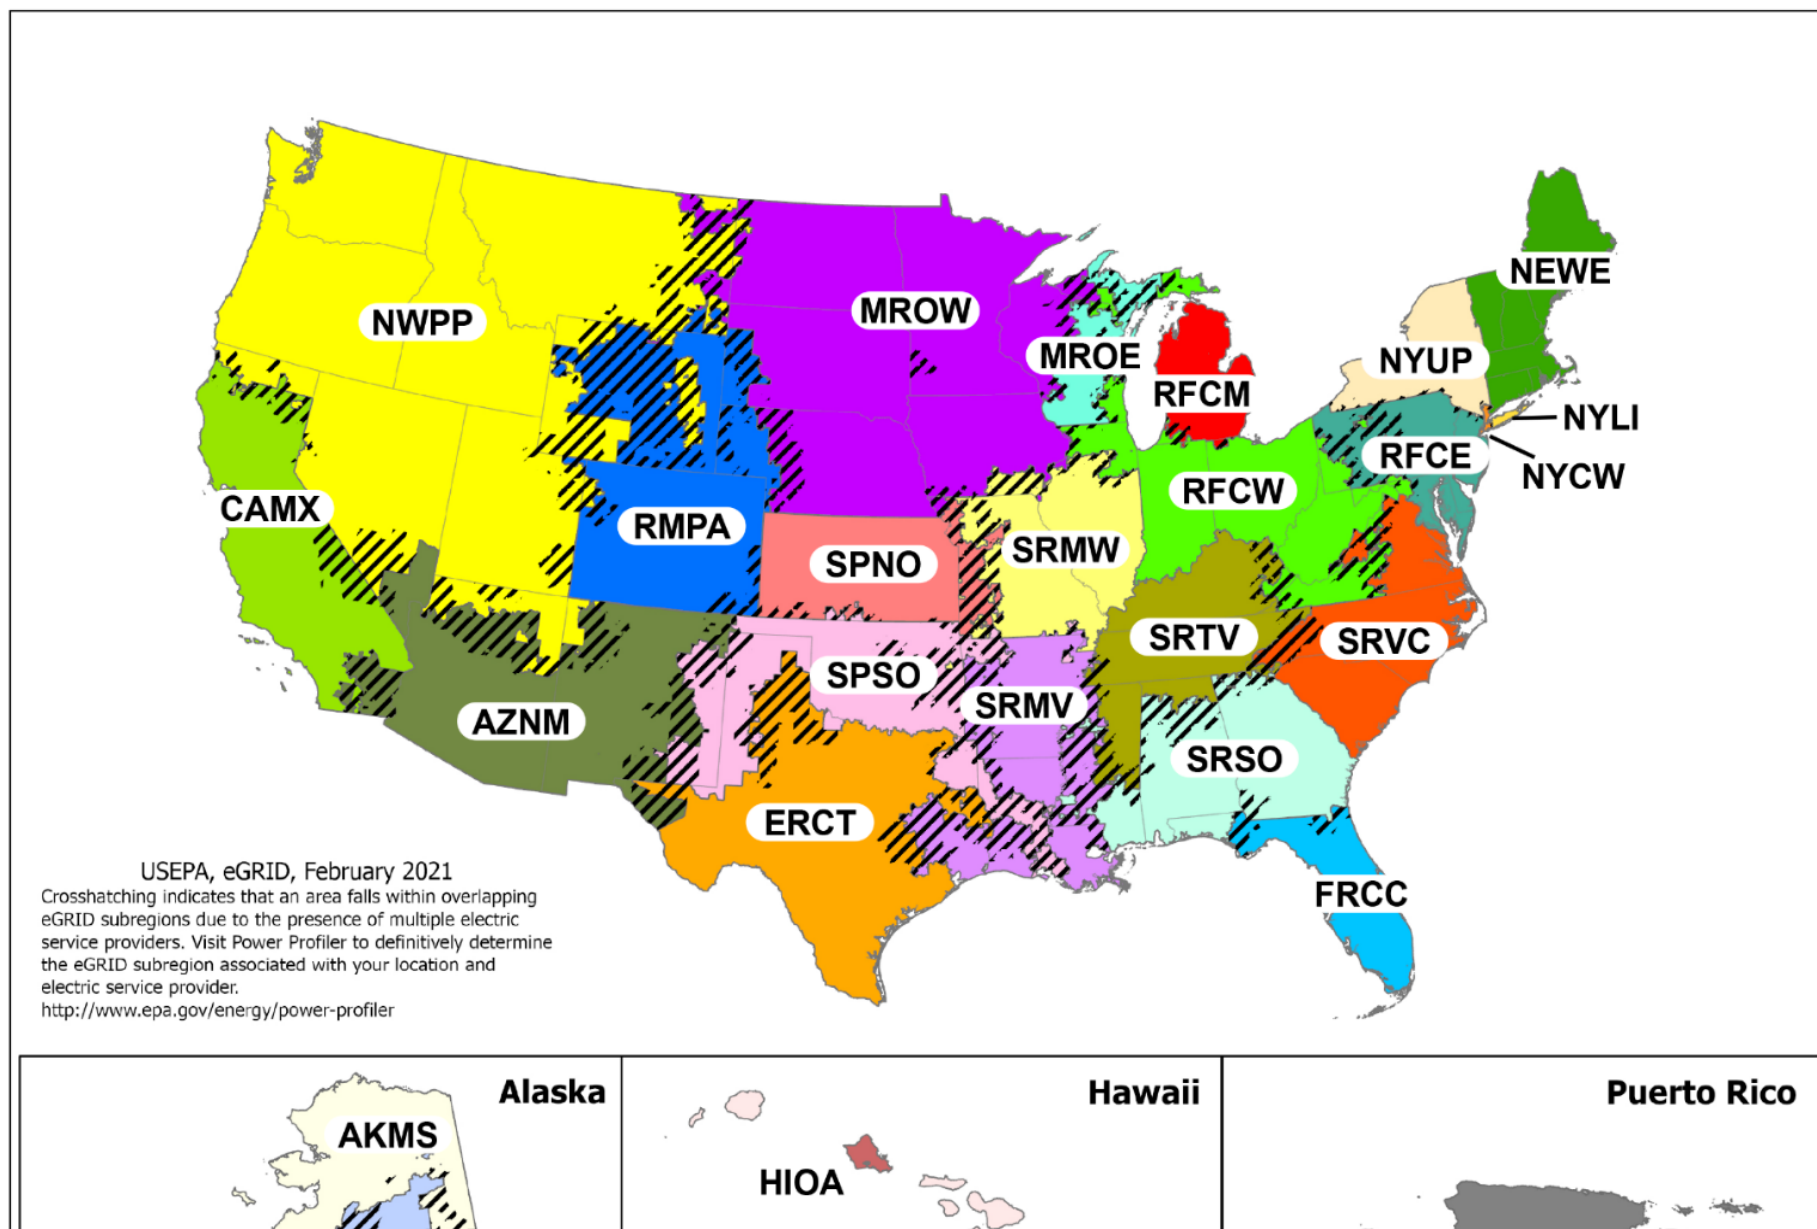 NEWE
NWPP
MROW
MROE
NYUP
RFCM
NYLI
RFCE
NYCW
RFCW
CAMX
RMPA
SRMW
SPNO
SRTV
SRVC
SPSO
SRMV
AZNM
SRSO
ERCT
FRCC
USEPA, eGRID, February 2021
Crosshatching indicates that an area falls within overlapping
eGRID subregions due to the presence of multiple electric
service providers. Visit Power Profiler to definitively determine
the eGRID subregion associated with your location and
electric service provider.
http://www.epa.gov/energy/power-profiler
Alaska
AKMS
Hawaii
HIOA
Puerto Rico